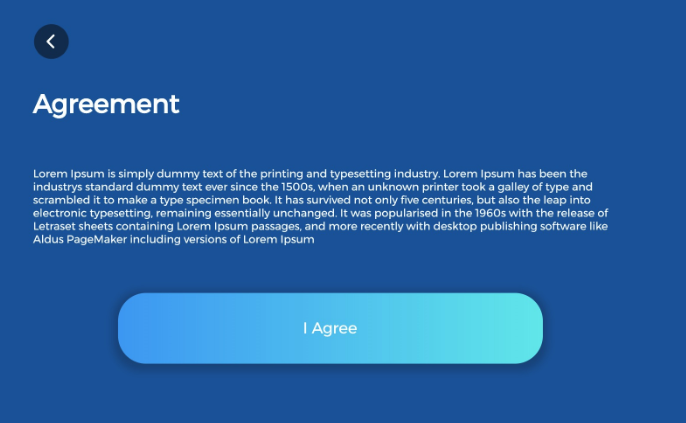 Agreement
Lorem Ipsum is simply dummy text of the printing and typesetting industry. Lorem Ipsum has been the
industrys standard dummy text ever since the 1500s, when an unknown printer took a galley of type and
scrambled it to make a type specimen book. It has survived not only five centuries, but also the leap into
electronic typesetting, remaining essentially unchanged. It was popularised in the 1960s with the release of
Letraset sheets containing Lorem Ipsum passages, and more recently with desktop publishing software like
Aldus PageMaker including versions of Lorem Ipsum
I Agree